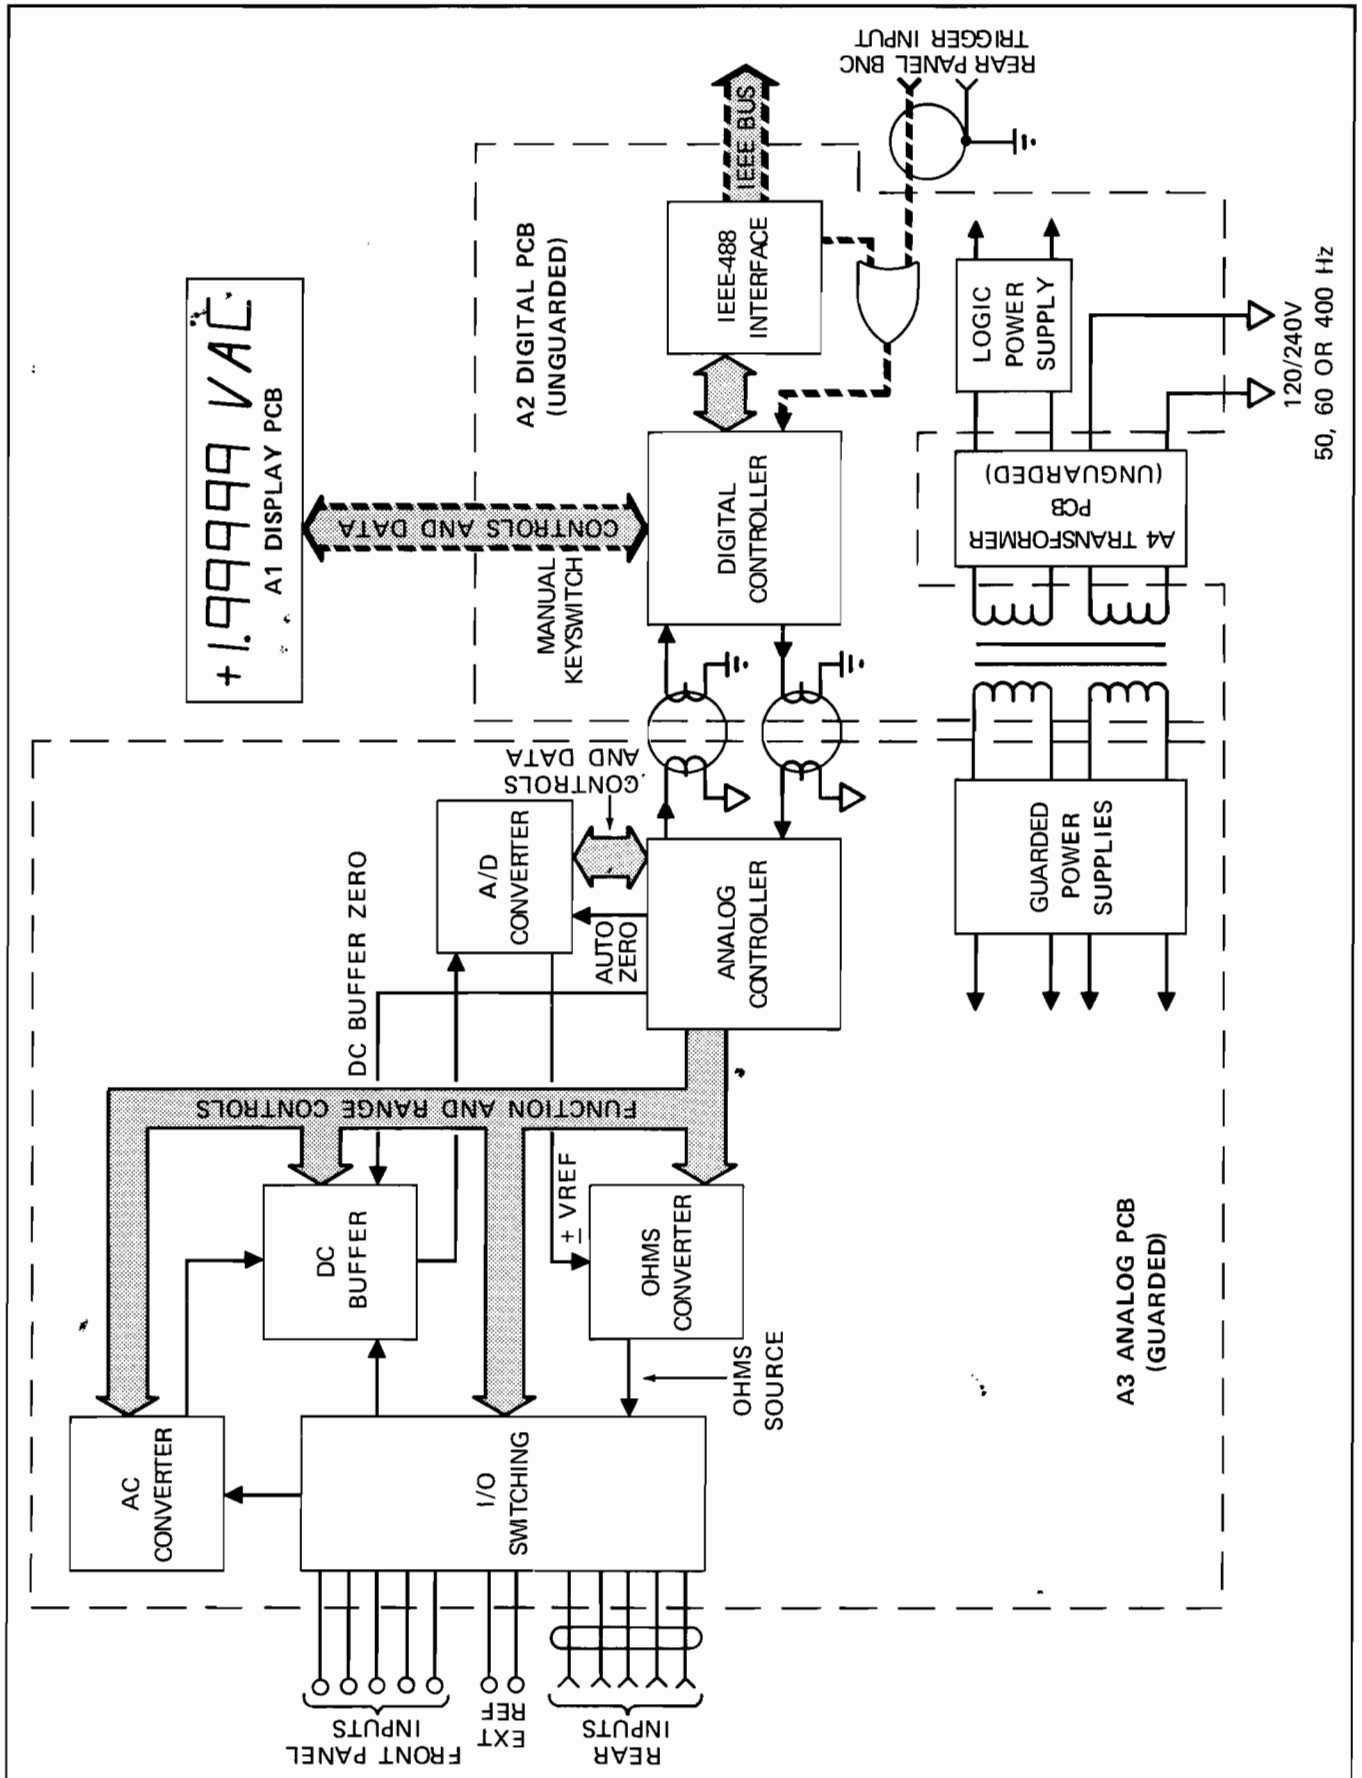 +1.99999 VAC
A1 DISPLAY PCB
A2 DIGITAL PCB
(UNGUARDED)
IEEE BUS
IEEE-488
INTERFACE
REAR PANEL BNC
TRIGGER INPUT
CONTROLS AND DATA
MANUAL
KEYSWITCH
DIGITAL
CONTROLLER
LOGIC
POWER
SUPPLY
A4 TRANSFORMER
PCB
(UNGUARDED)
120/240V
50, 60 OR 400 Hz
CONTROLS
AND DATA
A/D
CONVERTER
AUTO
ZERO
ANALOG
CONTROLLER
DC BUFFER ZERO
FUNCTION AND RANGE CONTROLS
GUARDED
POWER
SUPPLIES
DC
BUFFER
± VREF
OHMS
CONVERTER
OHMS
SOURCE
AC
CONVERTER
I/O
SWITCHING
FRONT PANEL
INPUTS
EXT
REF
REAR
INPUTS
A3 ANALOG PCB
(GUARDED)